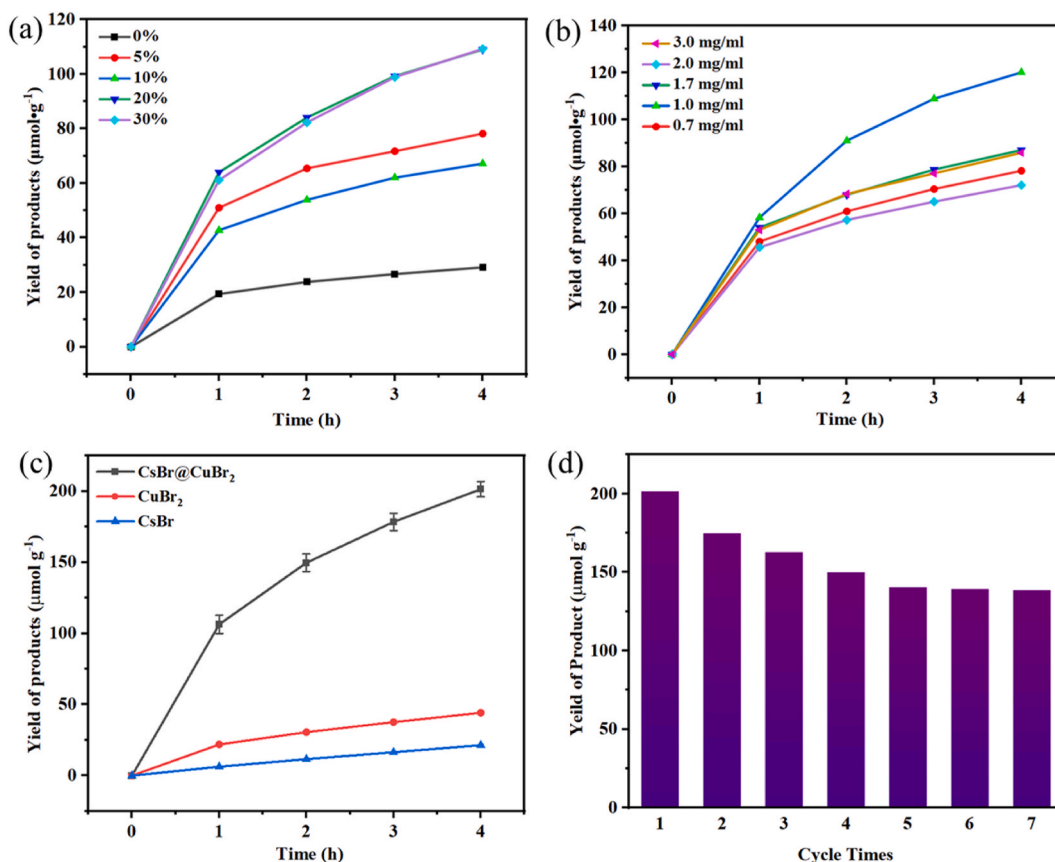 (a)
0%
5%
10%
20%
30%
Yield of products (μmol•g⁻¹)
120
100
80
60
40
20
0
0 1 2 3 4
Time (h)
(b)
3.0 mg/ml
2.0 mg/ml
1.7 mg/ml
1.0 mg/ml
0.7 mg/ml
Yield of products (μmol•g⁻¹)
140
120
100
80
60
40
20
0
0 1 2 3 4
Time (h)
(c)
CsBr@CuBr₂
CuBr₂
CsBr
Yield of products (μmol g⁻¹)
200
150
100
50
0
0 1 2 3 4
Time (h)
(d)
Yeild of Product (μmol g⁻¹)
200
150
100
50
0
1 2 3 4 5 6 7
Cycle Times